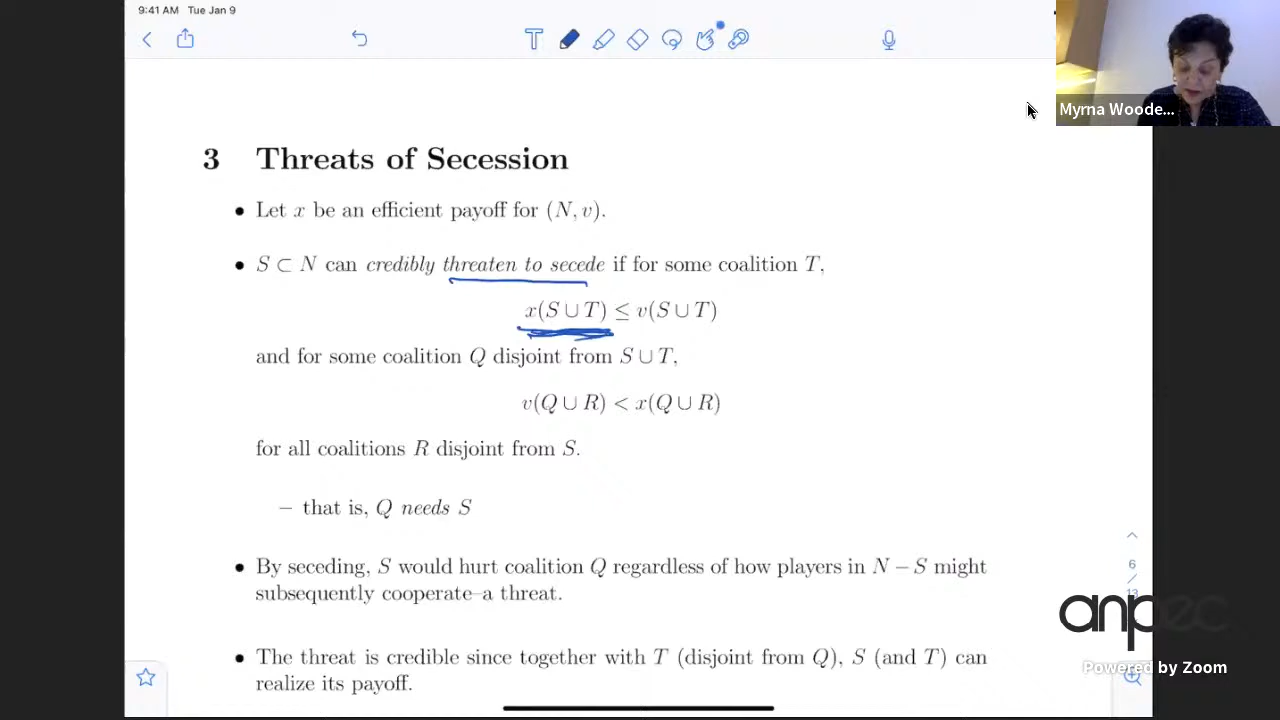 9:41 AM Tue Jan 9
Myrna Woode...
3 Threats of Secession
• Let x be an efficient payoff for (N, v).
• S ⊂ N can credibly threaten to secede if for some coalition T,
x(S ∪ T) ≤ v(S ∪ T)
and for some coalition Q disjoint from S ∪ T,
v(Q ∪ R) < x(Q ∪ R)
for all coalitions R disjoint from S.
– that is, Q needs S
• By seceding, S would hurt coalition Q regardless of how players in N − S might
subsequently cooperate–a threat.
• The threat is credible since together with T (disjoint from Q), S (and T) can
realize its payoff.
6
/
13
anpec
Powered by Zoom